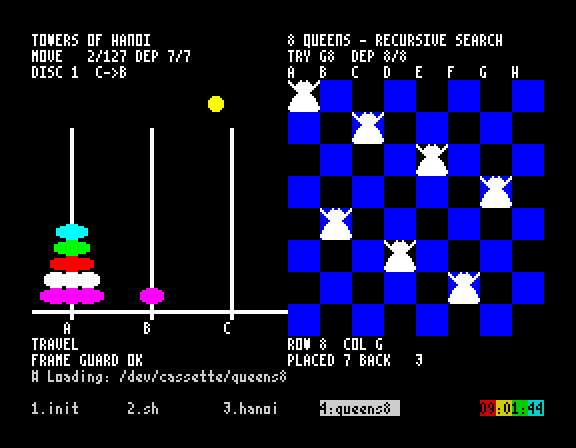 TOWERS OF HANOI
MOVE 2/127 DEP 7/7
DISC 1 C->B
8 QUEENS - RECURSIVE SEARCH
TRY G8 DEP 8/8
A B C D E F G H
A B C
TRAVEL
FRAME GUARD OK
ROW 8 COL G
PLACED 7 BACK 3
# Loading: /dev/cassette/queens8
1.init 2.sh 3.hanoi 4:queens8 09:01:44